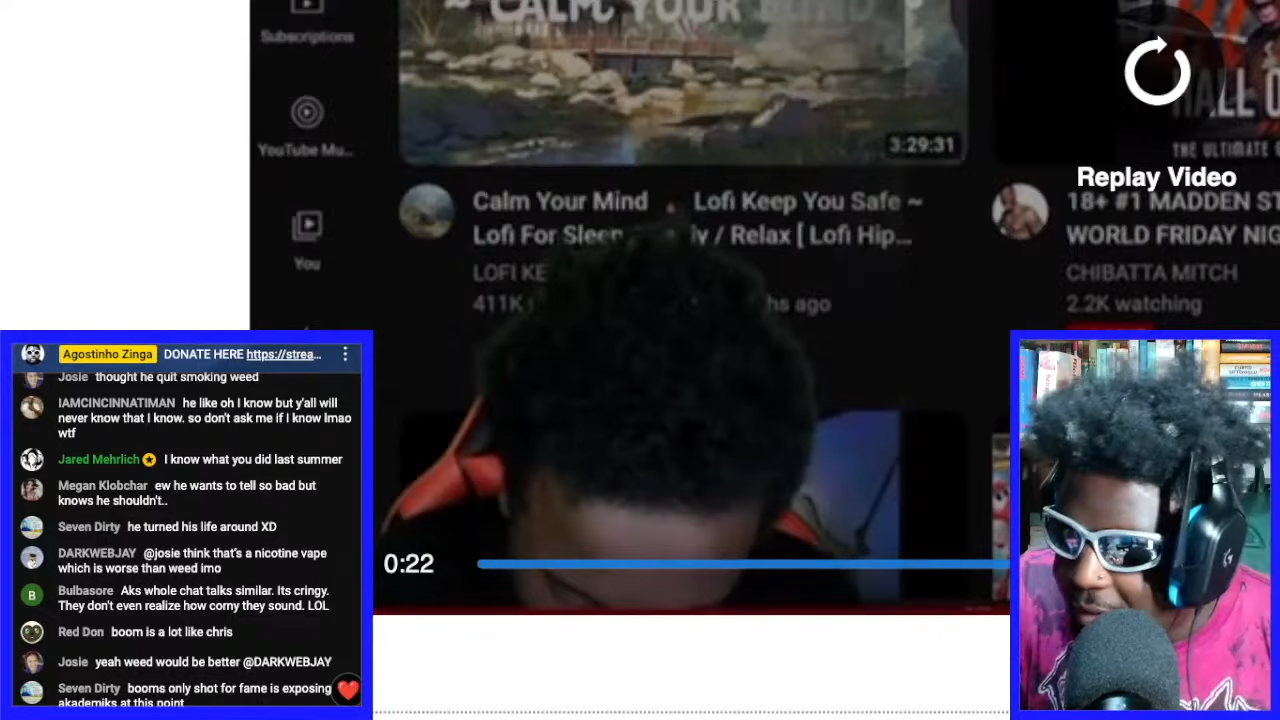 ~ CALM YOUR MIND
Subscriptions
YouTube Mu...
You
3:29:31
Calm Your Mind Lofi Keep You Safe ~
Lofi For Sleep y / Relax [ Lofi Hip...
LOFI KE
411K hs ago
HALL O
THE ULTIMATE
Replay Video
18+ #1 MADDEN ST
WORLD FRIDAY NIG
CHIBATTA MITCH
2.2K watching
0:22
Agostinho Zinga DONATE HERE https://strea...
Josie thought he quit smoking weed
IAMCINCINNATIMAN he like oh I know but y'all will
never know that I know. so don't ask me if I know lmao
wtf
Jared Mehrlich I know what you did last summer
Megan Klobchar ew he wants to tell so bad but
knows he shouldn't..
Seven Dirty he turned his life around XD
DARKWEBJAY @josie think that's a nicotine vape
which is worse than weed imo
B Bulbasore Aks whole chat talks similar. Its cringy.
They don't even realize how corny they sound. LOL
Red Don boom is a lot like chris
Josie yeah weed would be better @DARKWEBJAY
Seven Dirty booms only shot for fame is exposing
akademiks at this point